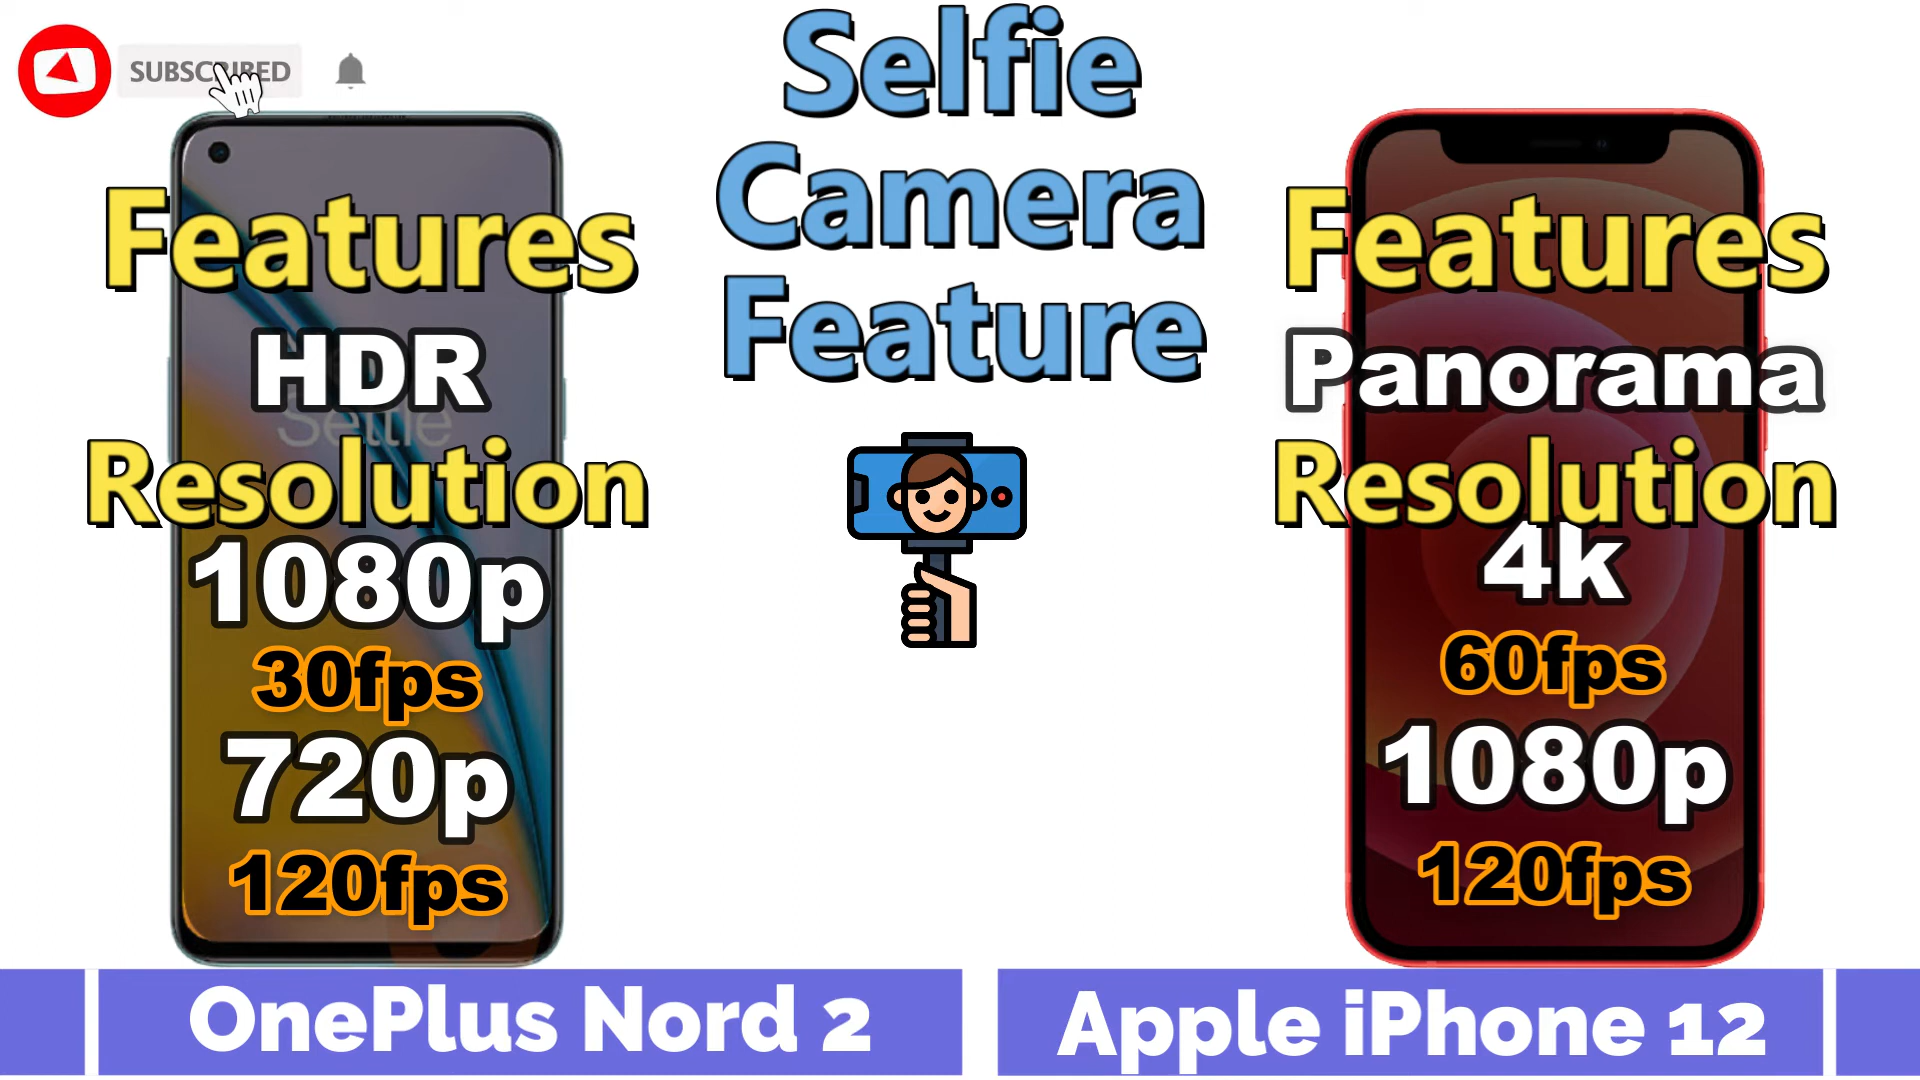 SUBSCRIBED
Selfie
Camera
Feature
Features
HDR
Selfie
Resolution
1080p
30fps
720p
120fps
Features
Panorama
Resolution
4k
60fps
1080p
120fps
OnePlus Nord 2
Apple iPhone 12